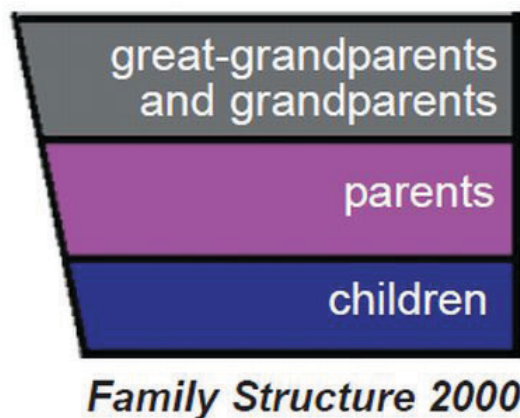 great-grandparents
and grandparents
parents
children
Family Structure 2000